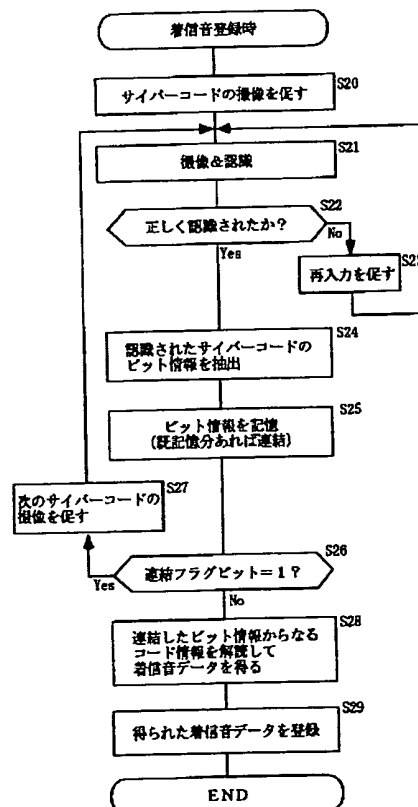 着信音登録時
S20
サイバーコードの撮像を促す
S21
撮像&認識
S22
正しく認識されたか?
No
Yes
再入力を促す
S24
認識されたサイバーコードの
ビット情報を抽出
S25
ビット情報を記憶
(既記憶分あれば連結)
S27
次のサイバーコードの
撮像を促す
S26
連結フラグビット=1?
Yes
No
S28
連結したビット情報からなる
コード情報を解読して
着信音データを得る
S29
得られた着信音データを登録
END